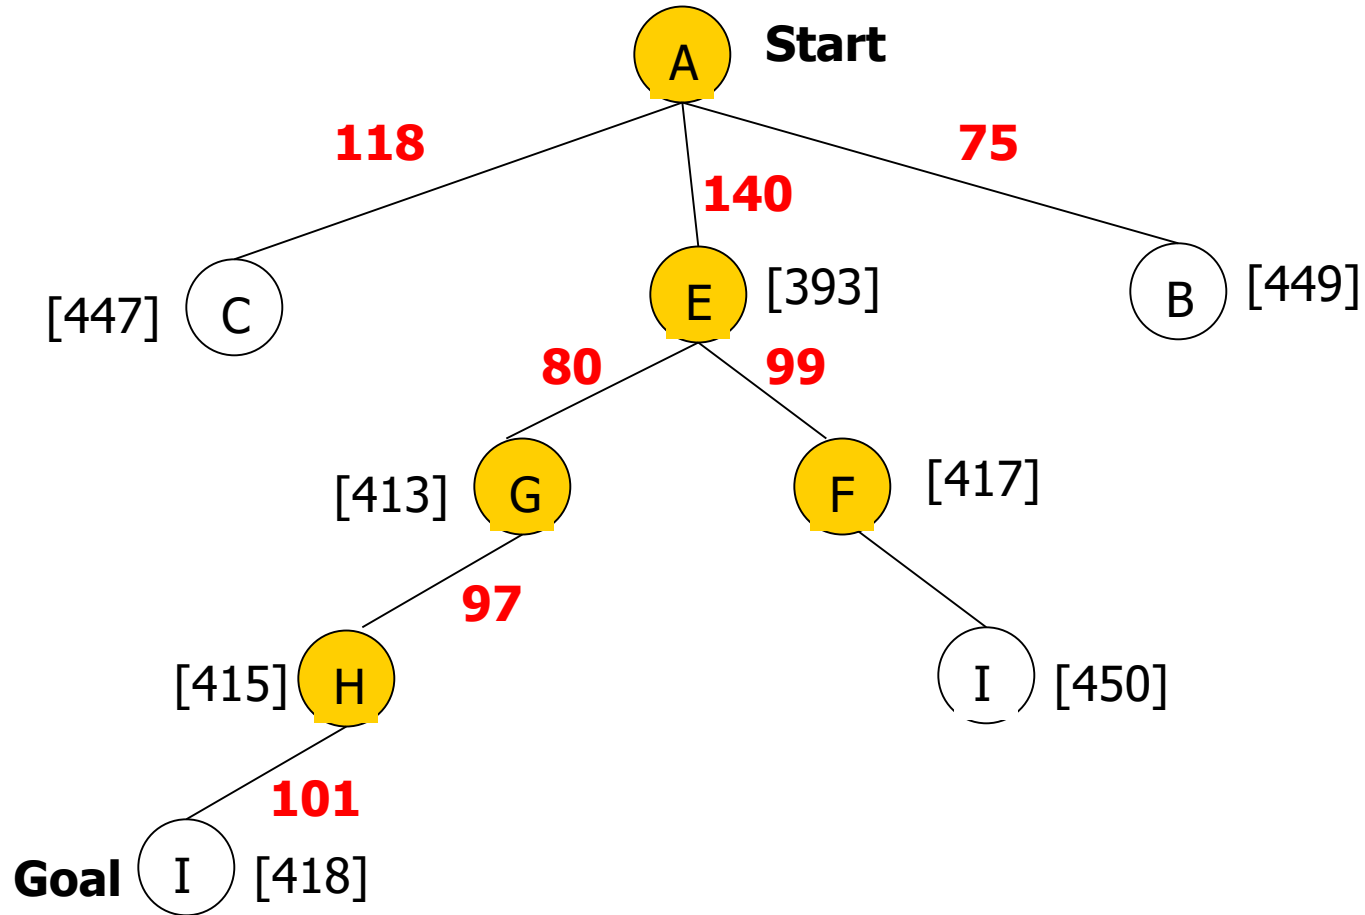 A Start
118
75
140
[447] C
E [393]
B [449]
80
99
[413] G
F [417]
97
[415] H
I [450]
101
Goal I [418]